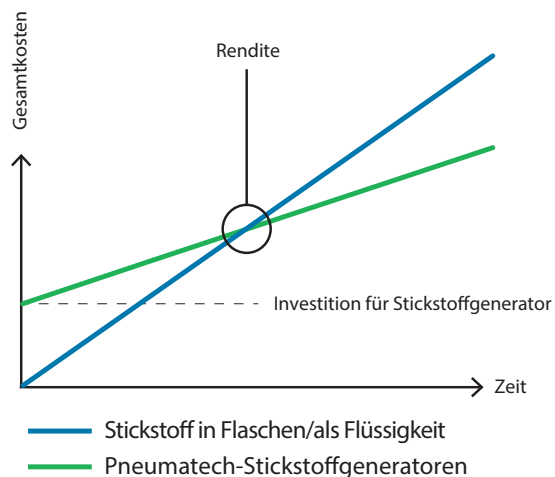 Rendite
Gesamtkosten
Investition für Stickstoffgenerator
Zeit
Stickstoff in Flaschen/als Flüssigkeit
Pneumatech-Stickstoffgeneratoren